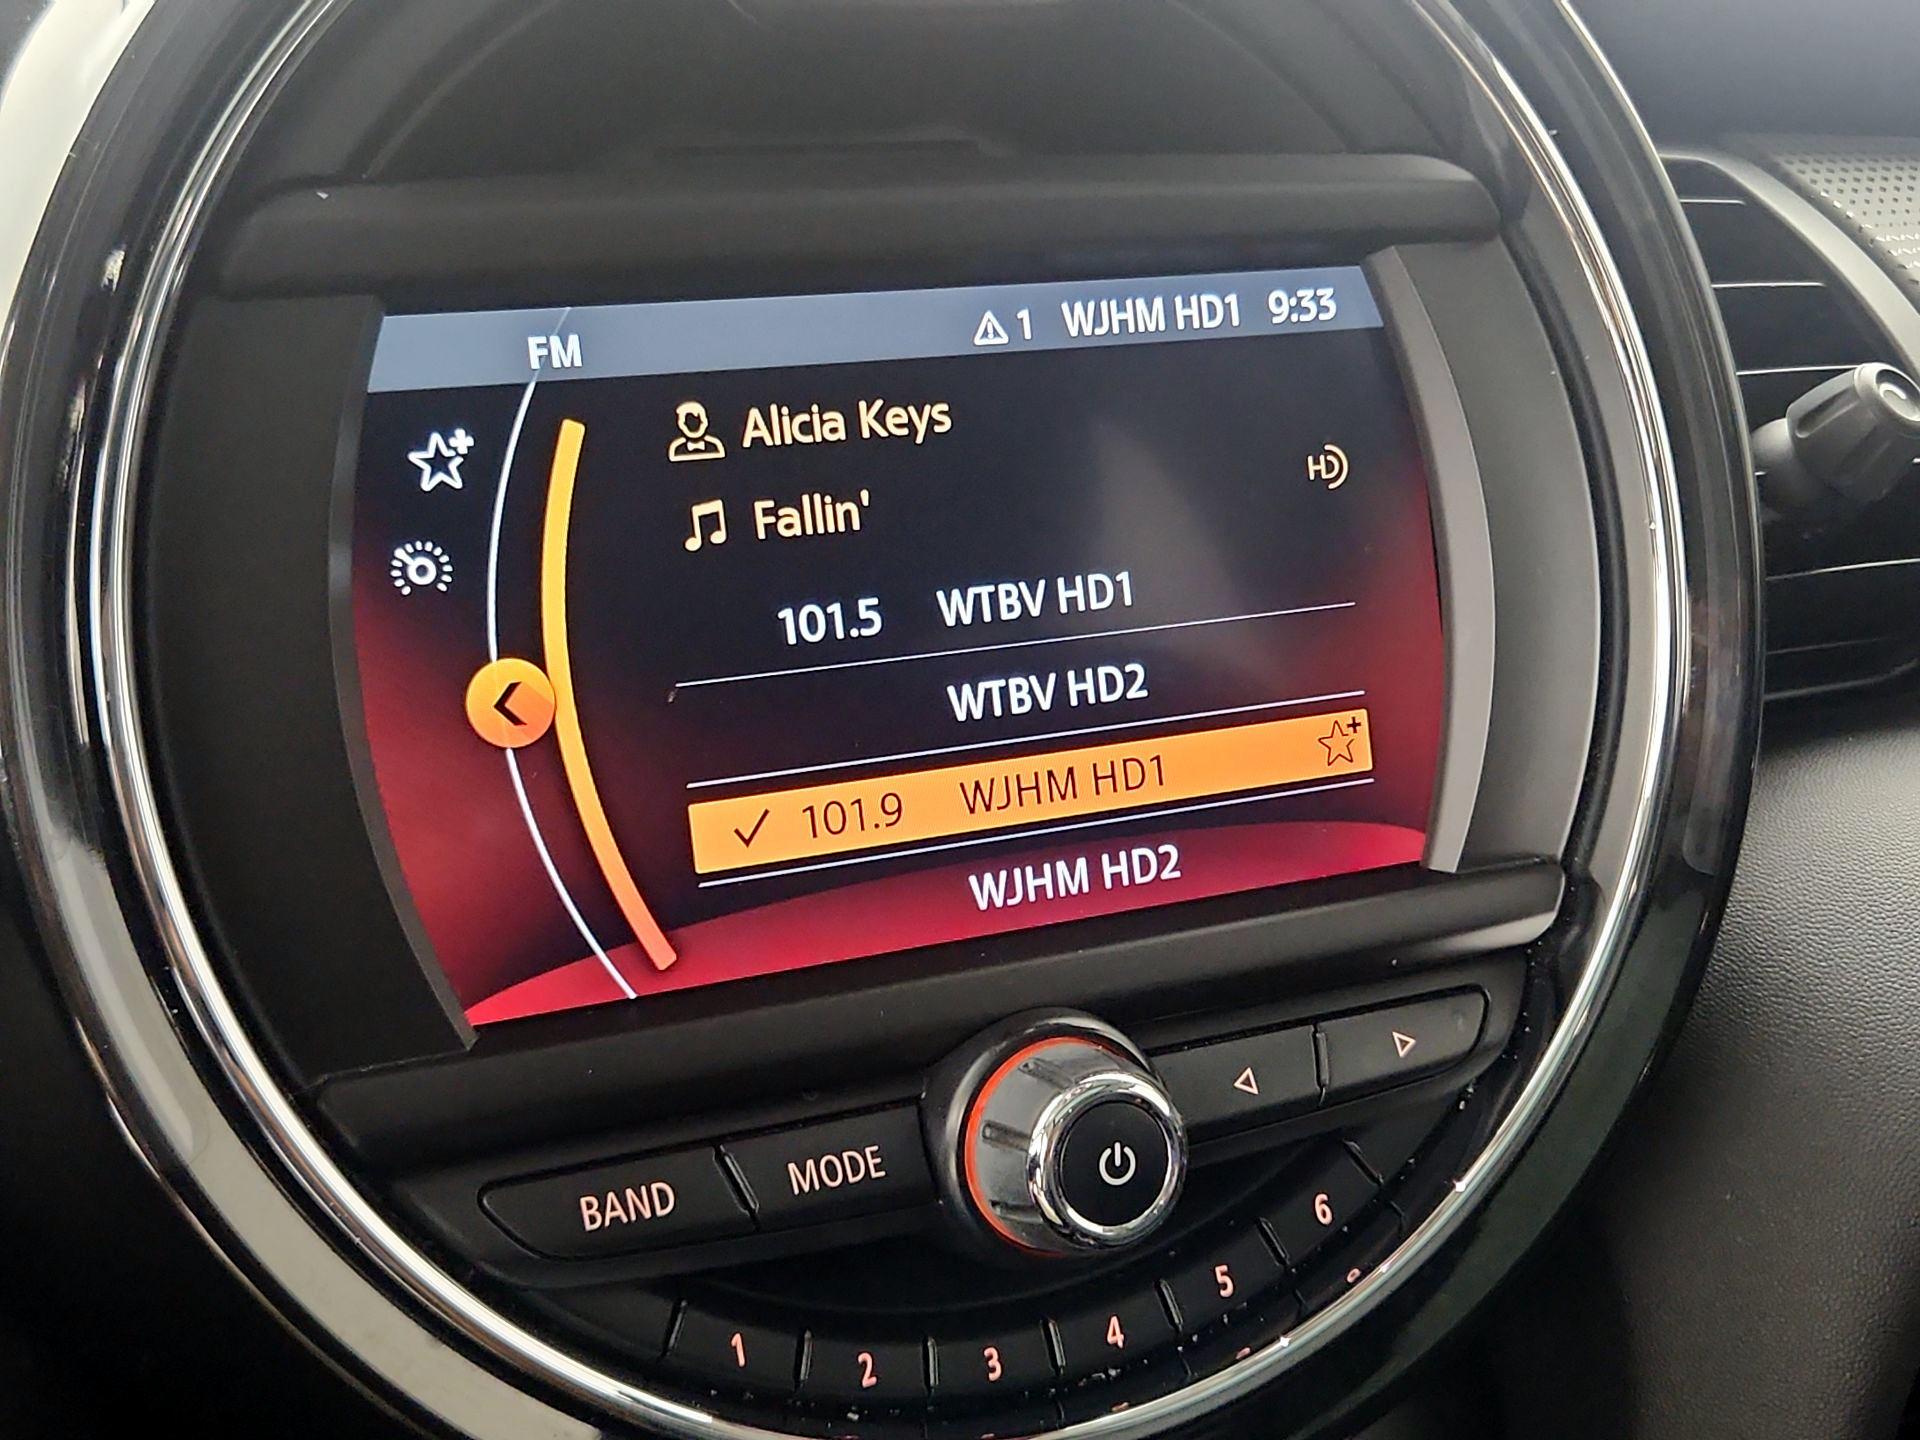 FM 1 WJHM HD1 9:33
Alicia Keys
HD
Fallin'
101.5 WTBV HD1
WTBV HD2
101.9 WJHM HD1
WJHM HD2
BAND MODE
1 2 3 4 5 6